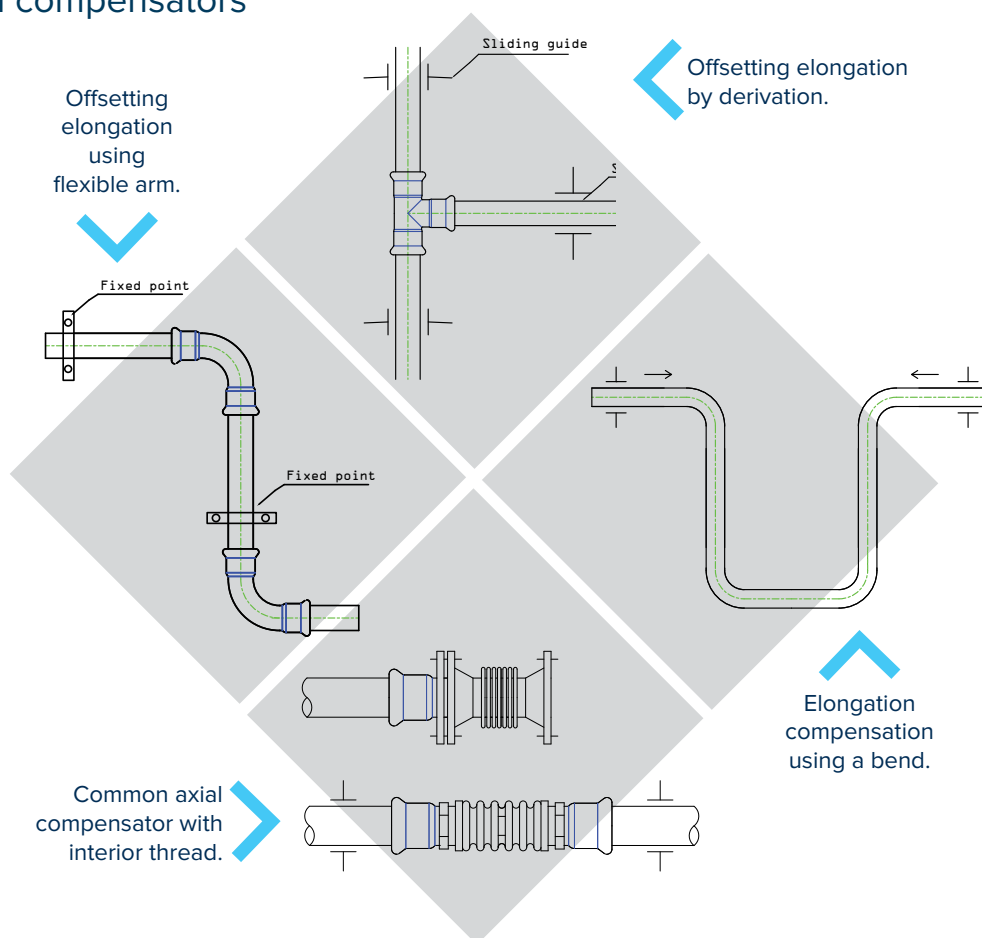 compensators
Sliding guide
Offsetting elongation
by derivation.
Offsetting
elongation
using
flexible arm.
Fixed point
Fixed point
Elongation
compensation
using a bend.
Common axial
compensator with
interior thread.